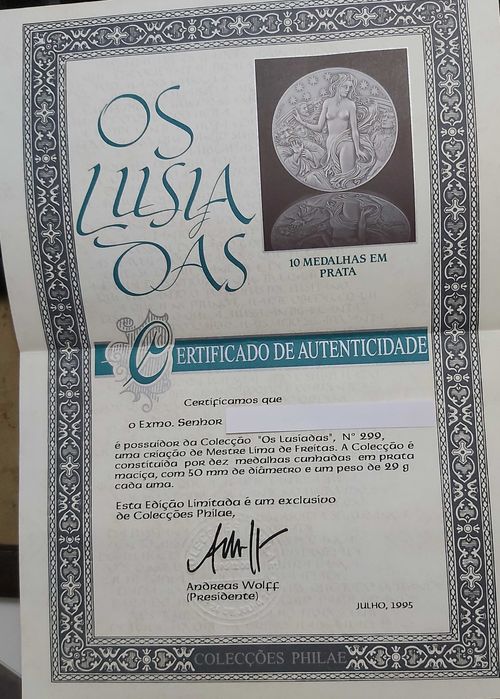 OS
LUSIA
DAS
10 MEDALHAS EM
PRATA
CERTIFICADO DE AUTENTICIDADE
Certificamos que
o Exmo. Senhor
é possuidor da Colecção "Os Lusiadas", Nº 299,
uma criação de Mestre Lima de Freitas. A Colecção é
constituida por dez medalhas cunhadas em prata
maciça, com 50 mm de diâmetro e um peso de 29 g
cada uma.
Esta Edição Limitada é um exclusivo
de Colecções Philae,
Andreas Wolff
(Presidente)
JULHO, 1995
COLECÇÕES PHILAE